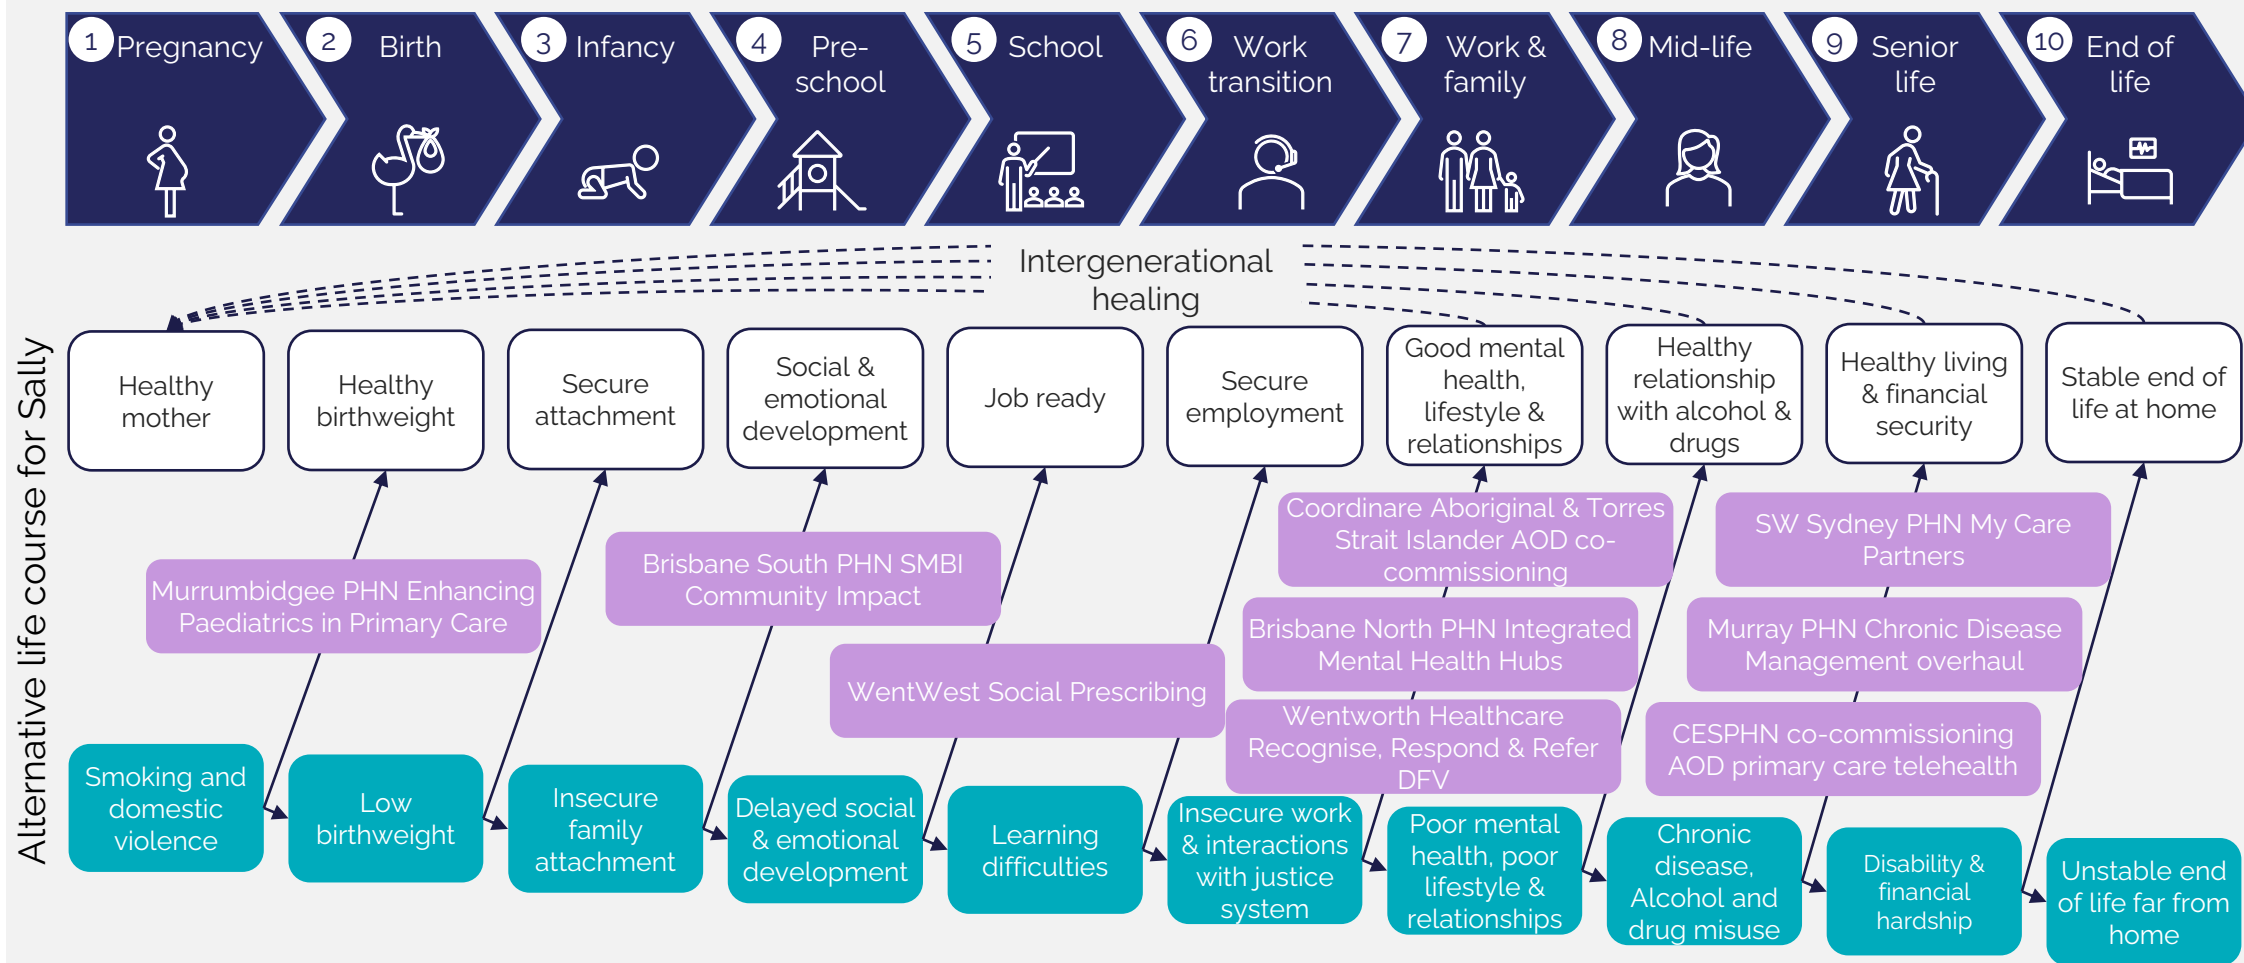 1 Pregnancy
2 Birth
3 Infancy
4 Pre-
school
5 School
6 Work
transition
7 Work &
family
8 Mid-life
9 Senior
life
10 End of
life
Intergenerational
healing
Alternative life course for Sally
Healthy
mother
Healthy
birthweight
Secure
attachment
Social &
emotional
development
Job ready
Secure
employment
Good mental
health,
lifestyle &
relationships
Healthy
relationship
with alcohol &
drugs
Healthy living
& financial
security
Stable end of
life at home
Murrumbidgee PHN Enhancing
Paediatrics in Primary Care
Brisbane South PHN SMBI
Community Impact
WentWest Social Prescribing
Coordinare Aboriginal & Torres
Strait Islander AOD co-
commissioning
Brisbane North PHN Integrated
Mental Health Hubs
Wentworth Healthcare
Recognise, Respond & Refer
DFV
SW Sydney PHN My Care
Partners
Murray PHN Chronic Disease
Management overhaul
CESPHN co-commissioning
AOD primary care telehealth
Smoking and
domestic
violence
Low
birthweight
Insecure
family
attachment
Delayed social
& emotional
development
Learning
difficulties
Insecure work
& interactions
with justice
system
Poor mental
health, poor
lifestyle &
relationships
Chronic
disease,
Alcohol and
drug misuse
Disability &
financial
hardship
Unstable end
of life far from
home